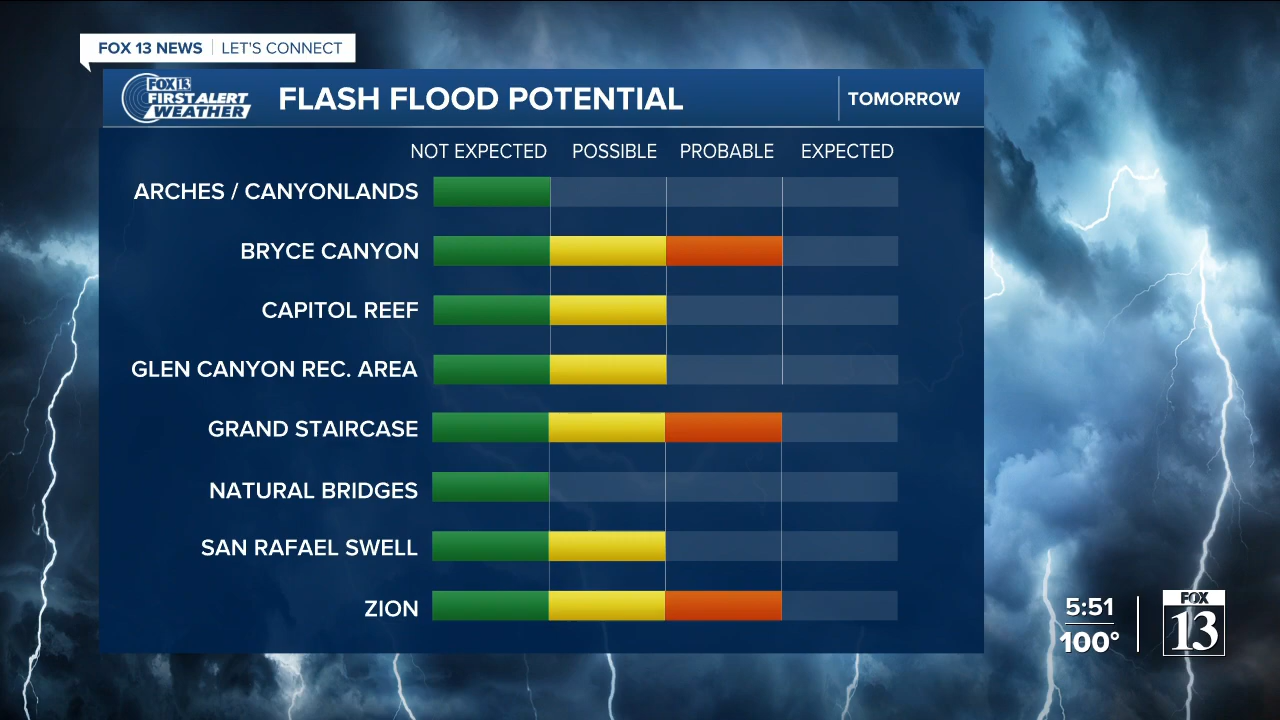 FOX 13 NEWS | LET'S CONNECT
FOX 13
FIRST ALERT
WEATHER
FLASH FLOOD POTENTIAL
TOMORROW
NOT EXPECTED POSSIBLE PROBABLE EXPECTED
ARCHES / CANYONLANDS
BRYCE CANYON
CAPITOL REEF
GLEN CANYON REC. AREA
GRAND STAIRCASE
NATURAL BRIDGES
SAN RAFAEL SWELL
ZION
5:51
100°
FOX
13